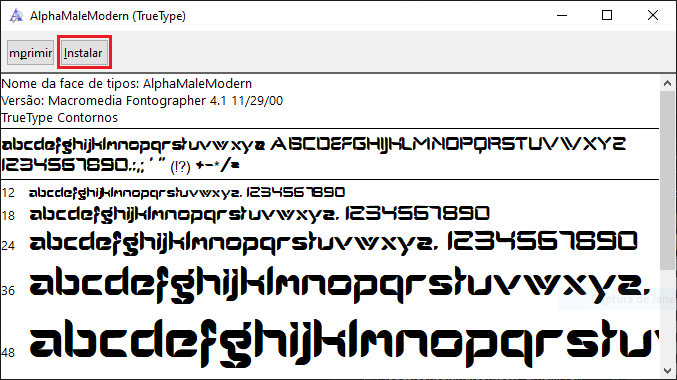 AlphaMaleModern (TrueType)
mprimir Instalar
Nome da face de tipos: AlphaMaleModern
Versão: Macromedia Fontographer 4.1 11/29/00
TrueType Contornos
abcdefghijklmnopqrstuvwxyz ABCDEFGHIJKLMNOPQRSTUVWXYZ
1234567890.:,; ' " (!?) +-*/=
12 abcdefghijklmnopqrstuvwxyz. 1234567890
18 abcdefghijklmnopqrstuvwxyz. 1234567890
24 abcdefghijklmnopqrstuvwxyz. 1234567890
36 abcdefghijklmnopqrstuvwxyz.
48 abcdefghijklmnopqrstuv